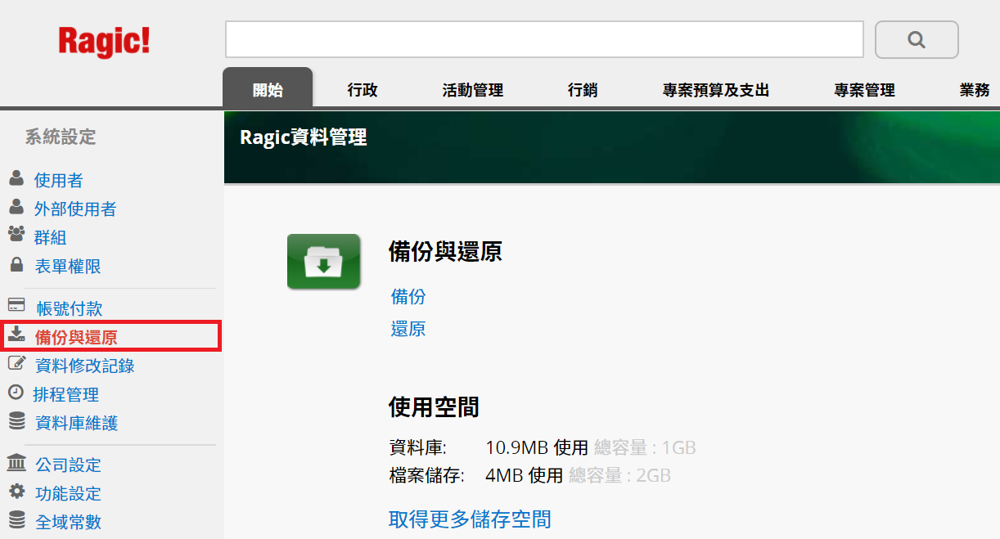 Ragic!
開始 行政 活動管理 行銷 專案預算及支出 專案管理 業務
系統設定
使用者
外部使用者
群組
表單權限
帳號付款
備份與還原
資料修改記錄
排程管理
資料庫維護
公司設定
功能設定
全域常數
Ragic資料管理
備份與還原
備份
還原
使用空間
資料庫: 10.9MB 使用 總容量 : 1GB
檔案儲存: 4MB 使用 總容量 : 2GB
取得更多儲存空間